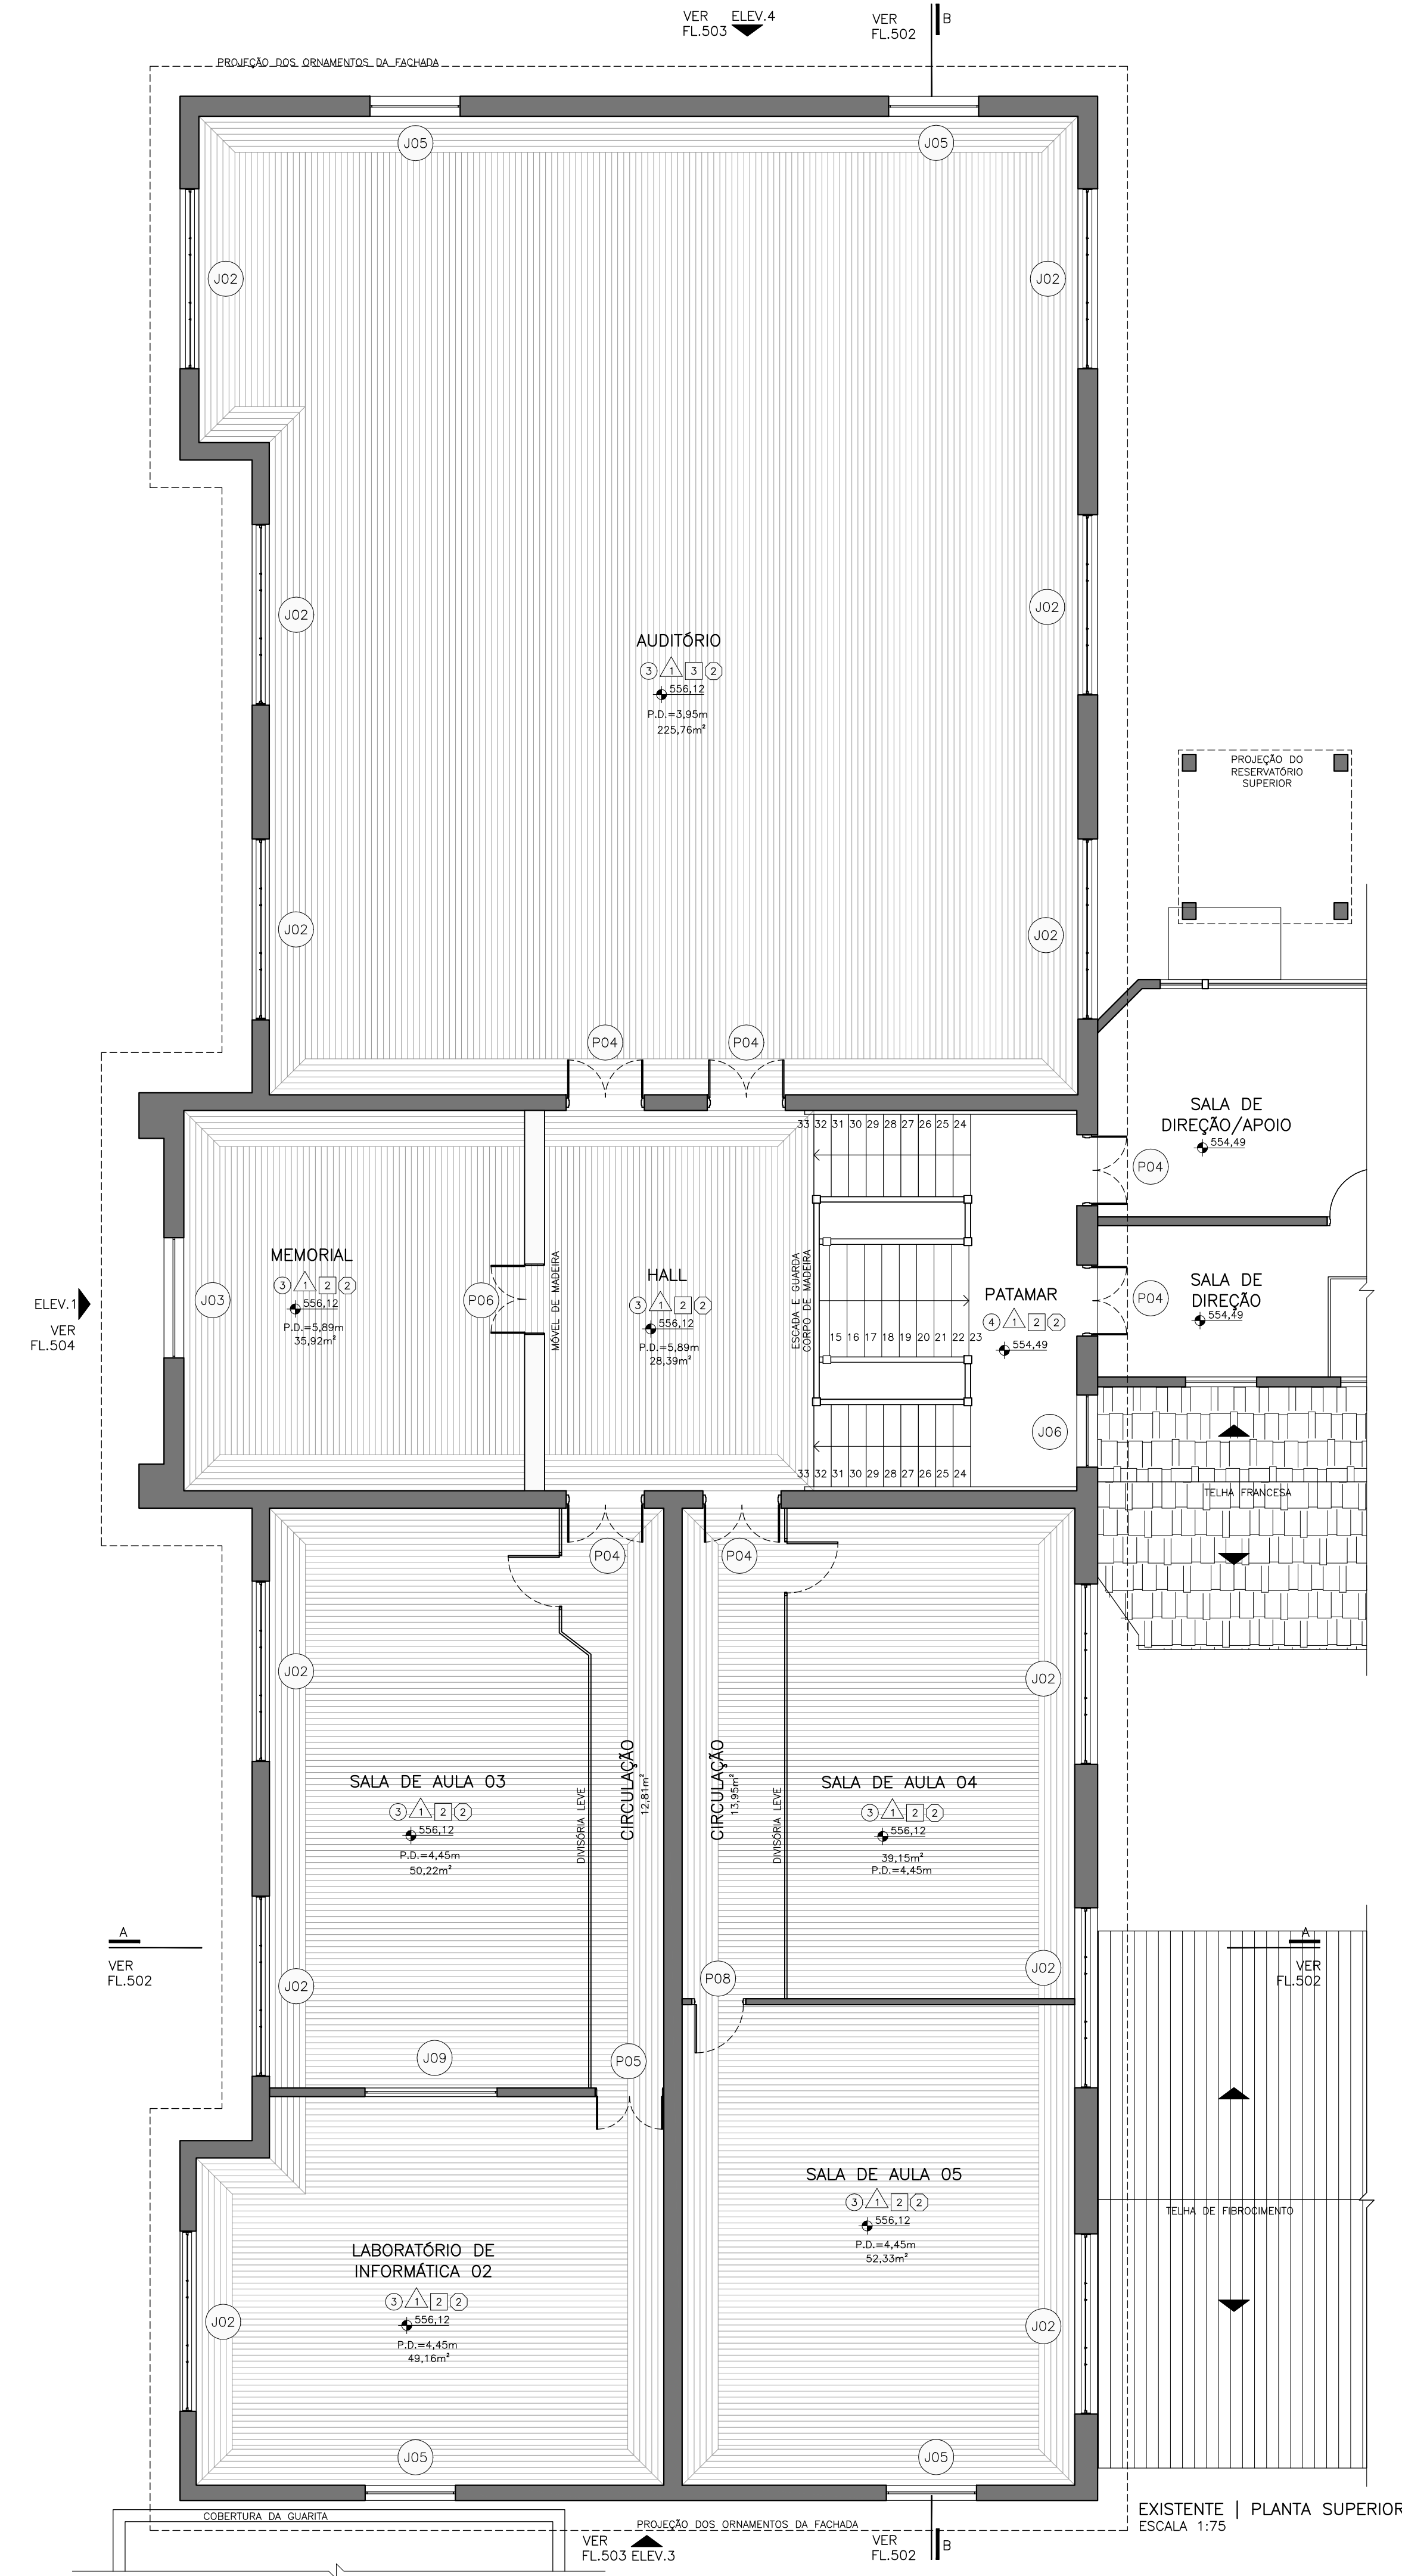 VER ELEV.4
FL.503
VER
FL.502
B
PROJEÇÃO DOS ORNAMENTOS DA FACHADA
J05
J05
J02
J02
J02
J02
AUDITÓRIO
3 1 3 2
556,12
P.D.=3,95m
225,76m²
PROJEÇÃO DO
RESERVATÓRIO
SUPERIOR
J02
J02
P04
P04
SALA DE
DIREÇÃO/APOIO
554,49
P04
33 32 31 30 29 28 27 26 25 24
MEMORIAL
3 1 2 2
556,12
P.D.=5,89m
35,92m²
J03
P06
MÓVEL DE MADEIRA
HALL
3 1 2 2
556,12
P.D.=5,89m
28,39m²
ESCADA E GUARDA
CORPO DE MADEIRA
15 16 17 18 19 20 21 22 23
PATAMAR
4 1 2 2
554,49
P04
SALA DE
DIREÇÃO
554,49
ELEV.1
VER
FL.504
J06
33 32 31 30 29 28 27 26 25 24
TELHA FRANCESA
P04
P04
J02
J02
SALA DE AULA 03
3 1 2 2
556,12
P.D.=4,45m
50,22m²
DIVISÓRIA LEVE
CIRCULAÇÃO
12,81m²
CIRCULAÇÃO
13,95m²
DIVISÓRIA LEVE
SALA DE AULA 04
3 1 2 2
556,12
39,15m²
P.D.=4,45m
A
VER
FL.502
A
VER
FL.502
J02
J02
P08
J09
P05
SALA DE AULA 05
3 1 2 2
556,12
P.D.=4,45m
52,33m²
TELHA DE FIBROCIMENTO
LABORATÓRIO DE
INFORMÁTICA 02
3 1 2 2
556,12
P.D.=4,45m
49,16m²
J02
J02
J05
J05
COBERTURA DA GUARITA
PROJEÇÃO DOS ORNAMENTOS DA FACHADA
VER
FL.503 ELEV.3
VER
FL.502
B
EXISTENTE | PLANTA SUPERIOR
ESCALA 1:75